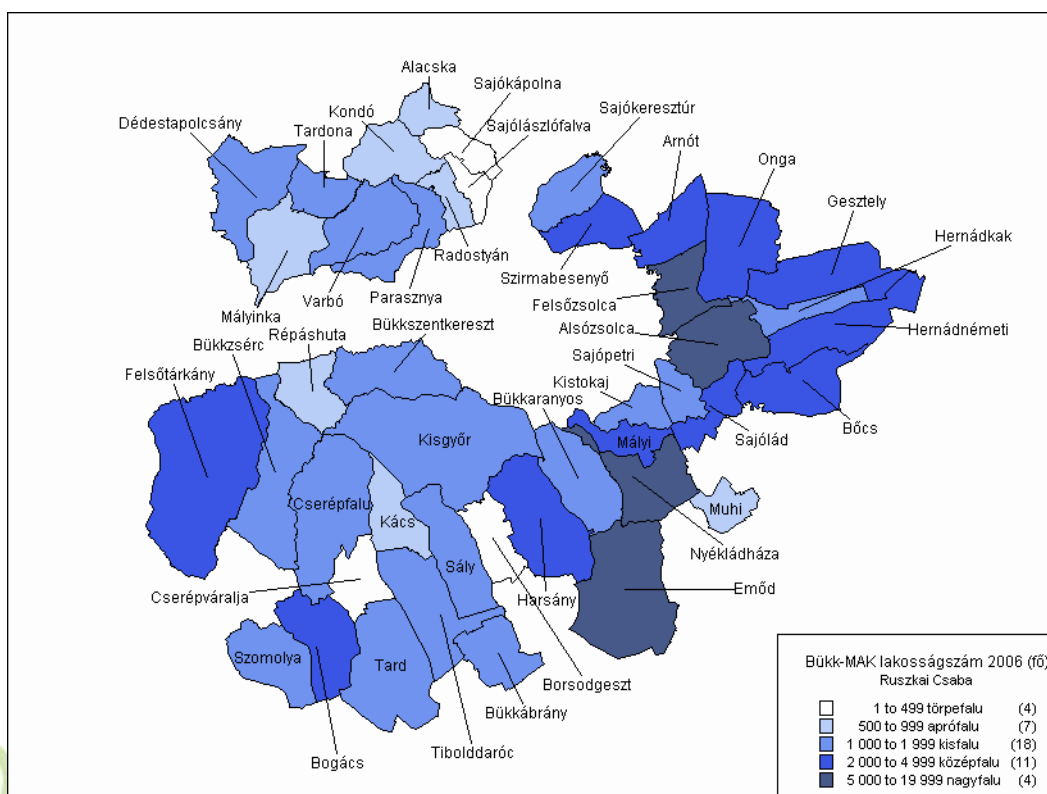 Alacska
Sajókápolna
Kondó
Sajókeresztúr
Dédestapolcsány
Tardona
Sajólászlófalva
Arnót
Onga
Gesztely
Hernádkak
Radostyán
Szirmabesenyő
Varbó
Parasznya
Felsőzsolca
Mályinka
Bükkszentkereszt
Alsózsolca
Hernádnémeti
Répáshuta
Bükkzsérc
Sajópetri
Felsőtárkány
Kistokaj
Bükkaranyos
Kisgyőr
Mályi
Sajólád
Bőcs
Cserépfalu
Kács
Muhi
Nyékládháza
Sály
Cserépváralja
Harsány
Emőd
Szomolya
Tard
Borsodgeszt
Bükkábrány
Tibolddaróc
Bogács
Bükk-MAK lakosságszám 2006 (fő)
Ruszkai Csaba
1 to 499 törpefalu (4)
500 to 999 aprófalu (7)
1 000 to 1 999 kisfalu (18)
2 000 to 4 999 középfalu (11)
5 000 to 19 999 nagyfalu (4)